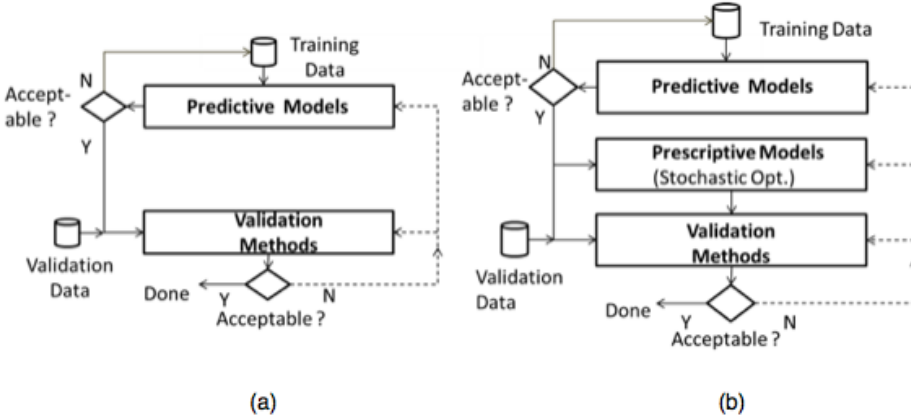 Training
Data
N
Accept-
able ?
Predictive Models
Y
Validation
Methods
Validation
Data
Done
Y
N
Acceptable ?
(a)
Training Data
N
Accept-
able ?
Predictive Models
Y
Prescriptive Models
(Stochastic Opt.)
Validation
Methods
Validation
Data
Done
Y
N
Acceptable ?
(b)